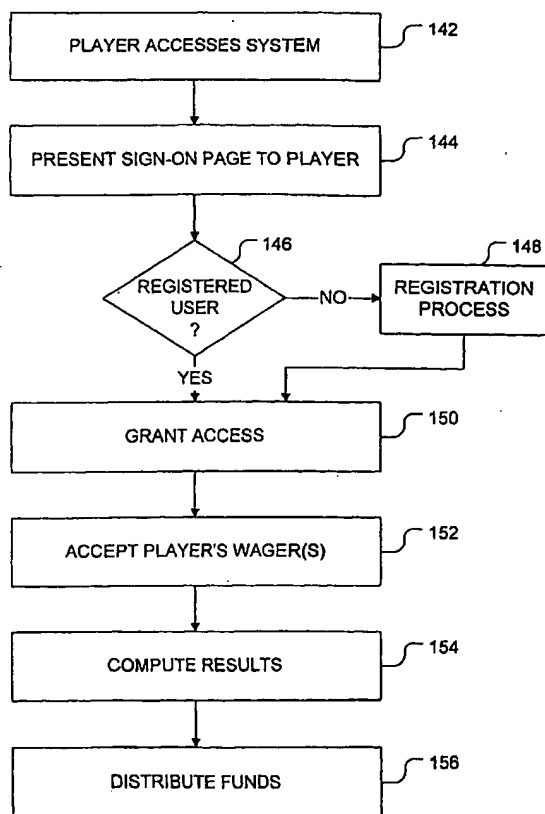 PLAYER ACCESSES SYSTEM
142
PRESENT SIGN-ON PAGE TO PLAYER
144
146
REGISTERED
USER
?
NO
148
REGISTRATION
PROCESS
YES
GRANT ACCESS
150
ACCEPT PLAYER'S WAGER(S)
152
COMPUTE RESULTS
154
DISTRIBUTE FUNDS
156